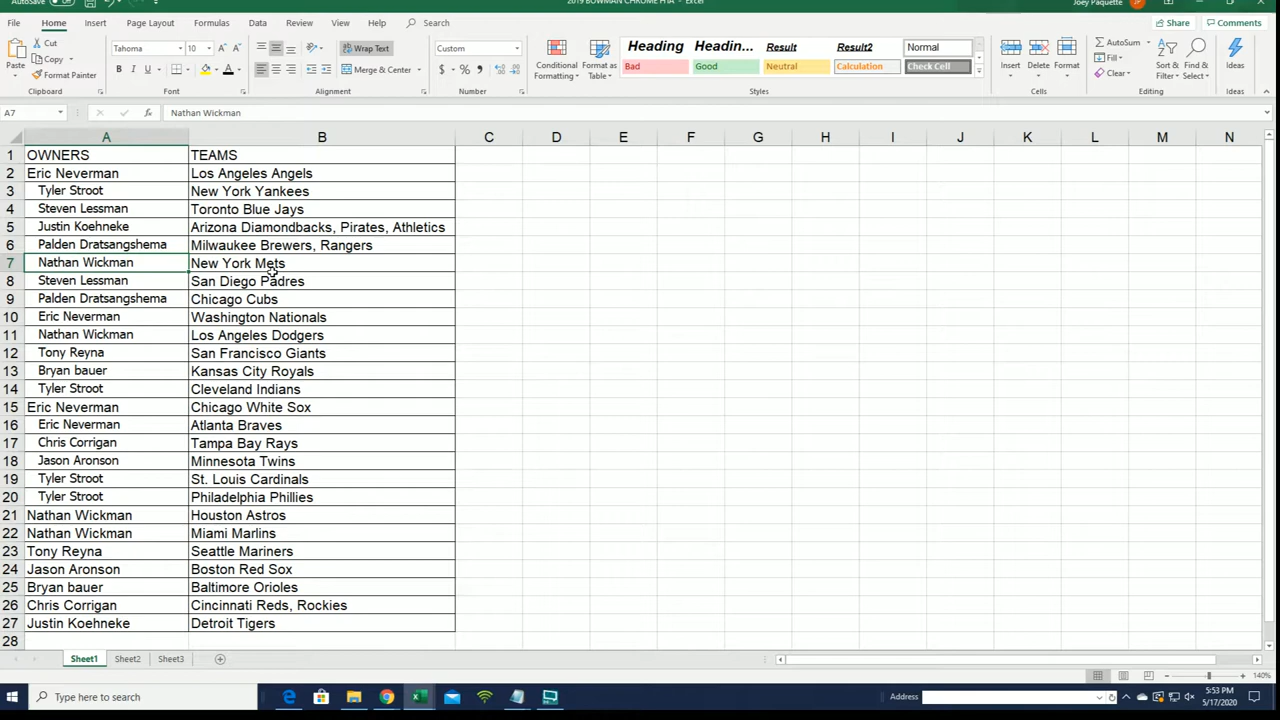 AutoSave Off 2019 BOWMAN CHROME HTA - Excel Joey Paquette JP
File Home Insert Page Layout Formulas Data Review View Help Search Share Comments
Paste Cut Copy Format Painter Clipboard
Tahoma 10 B I U Font
Wrap Text Merge & Center Alignment
Custom $ % Number
Conditional Formatting Format as Table
Heading Headin... Result Result2 Normal
Bad Good Neutral Calculation Check Cell
Styles
Insert Delete Format Cells
AutoSum Fill Clear Sort & Filter Find & Select Editing
Ideas Ideas
A7 fx Nathan Wickman
A B C D E F G H I J K L M N
1 OWNERS TEAMS
2 Eric Neverman Los Angeles Angels
3 Tyler Stroot New York Yankees
4 Steven Lessman Toronto Blue Jays
5 Justin Koehneke Arizona Diamondbacks, Pirates, Athletics
6 Palden Dratsangshema Milwaukee Brewers, Rangers
7 Nathan Wickman New York Mets
8 Steven Lessman San Diego Padres
9 Palden Dratsangshema Chicago Cubs
10 Eric Neverman Washington Nationals
11 Nathan Wickman Los Angeles Dodgers
12 Tony Reyna San Francisco Giants
13 Bryan bauer Kansas City Royals
14 Tyler Stroot Cleveland Indians
15 Eric Neverman Chicago White Sox
16 Eric Neverman Atlanta Braves
17 Chris Corrigan Tampa Bay Rays
18 Jason Aronson Minnesota Twins
19 Tyler Stroot St. Louis Cardinals
20 Tyler Stroot Philadelphia Phillies
21 Nathan Wickman Houston Astros
22 Nathan Wickman Miami Marlins
23 Tony Reyna Seattle Mariners
24 Jason Aronson Boston Red Sox
25 Bryan bauer Baltimore Orioles
26 Chris Corrigan Cincinnati Reds, Rockies
27 Justin Koehneke Detroit Tigers
28
Sheet1 Sheet2 Sheet3
140%
Type here to search Address 5:53 PM
5/17/2020